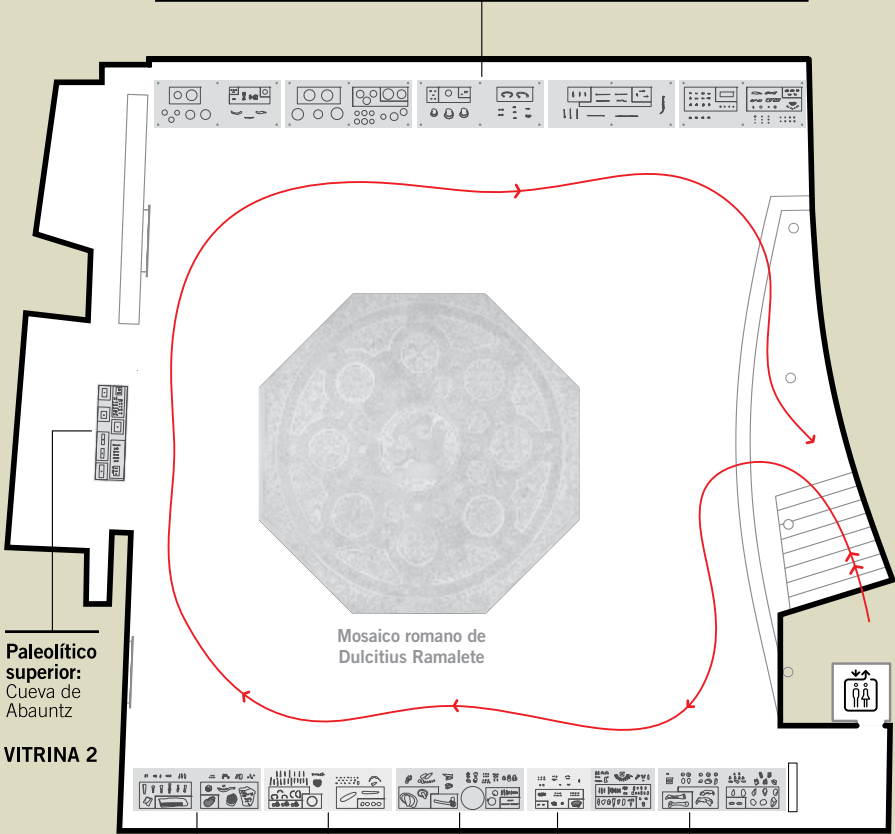 Mosaico romano de
Dulcitius Ramalete
Paleolítico
superior:
Cueva de
Abauntz
VITRINA 2